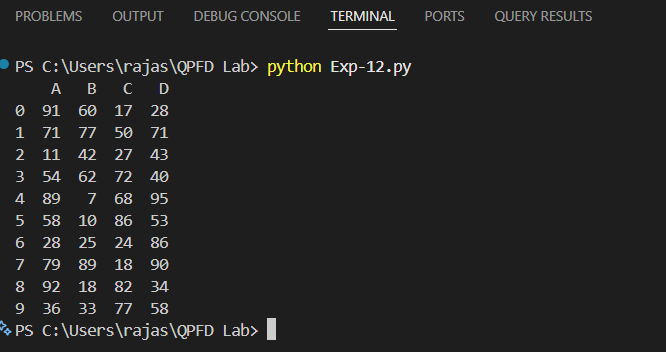 PROBLEMS OUTPUT DEBUG CONSOLE TERMINAL PORTS QUERY RESULTS
PS C:\Users\rajas\QPFD Lab> python Exp-12.py
    A   B   C   D
0  91  60  17  28
1  71  77  50  71
2  11  42  27  43
3  54  62  72  40
4  89   7  68  95
5  58  10  86  53
6  28  25  24  86
7  79  89  18  90
8  92  18  82  34
9  36  33  77  58
PS C:\Users\rajas\QPFD Lab>